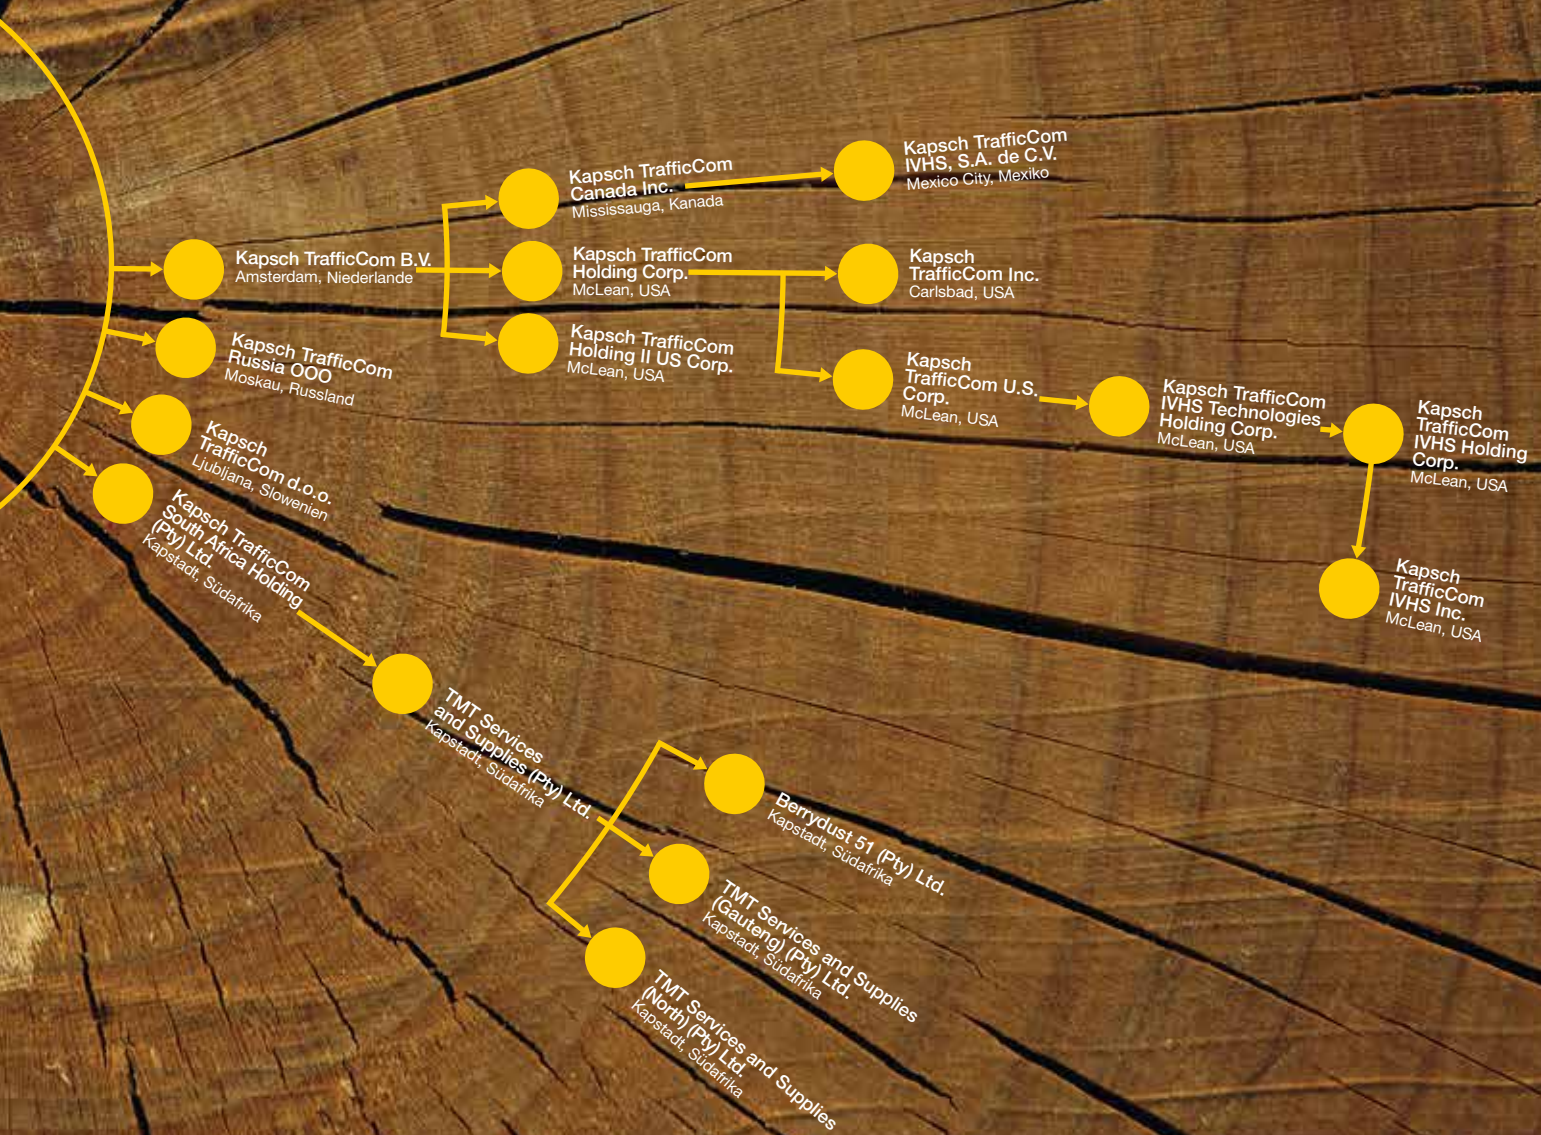 Kapsch TrafficCom
Canada Inc.
Mississauga, Kanada
Kapsch TrafficCom
IVHS, S.A. de C.V.
Mexico City, Mexiko
Kapsch TrafficCom B.V.
Amsterdam, Niederlande
Kapsch TrafficCom
Holding Corp.
McLean, USA
Kapsch
TrafficCom Inc.
Carlsbad, USA
Kapsch TrafficCom
Holding II US Corp.
McLean, USA
Kapsch
TrafficCom U.S.
Corp.
McLean, USA
Kapsch TrafficCom
IVHS Technologies
Holding Corp.
McLean, USA
Kapsch
TrafficCom
IVHS Holding
Corp.
McLean, USA
Kapsch
TrafficCom
IVHS Inc.
McLean, USA
Kapsch TrafficCom
Russia OOO
Moskau, Russland
Kapsch
TrafficCom d.o.o.
Ljubljana, Slowenien
Kapsch TrafficCom
South Africa Holding
(Pty) Ltd.
Kapstadt, Südafrika
TMT Services
and Supplies (Pty) Ltd.
Kapstadt, Südafrika
Berrydust 51 (Pty) Ltd.
Kapstadt, Südafrika
TMT Services and Supplies
(Gauteng) (Pty) Ltd.
Kapstadt, Südafrika
TMT Services and Supplies
(North) (Pty) Ltd.
Kapstadt, Südafrika